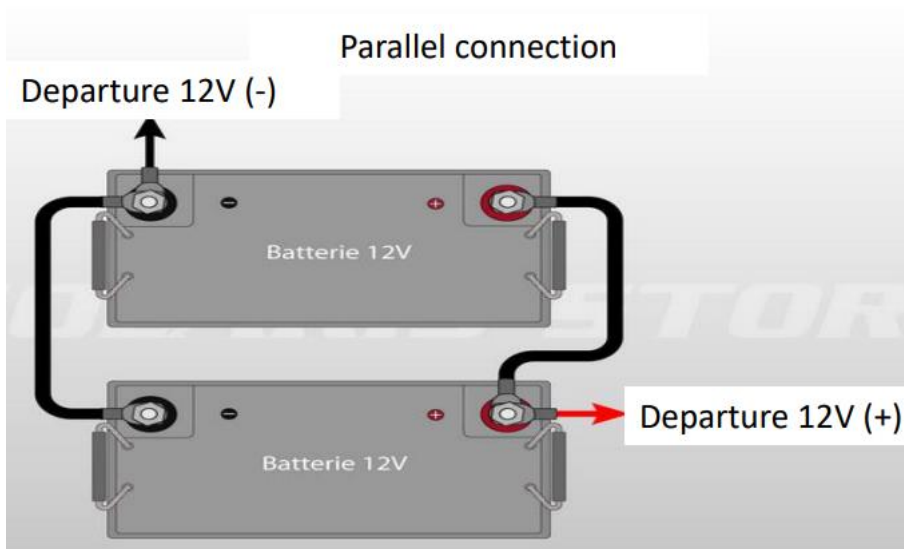 Parallel connection
Departure 12V (-)
Batterie 12V
Departure 12V (+)
Batterie 12V